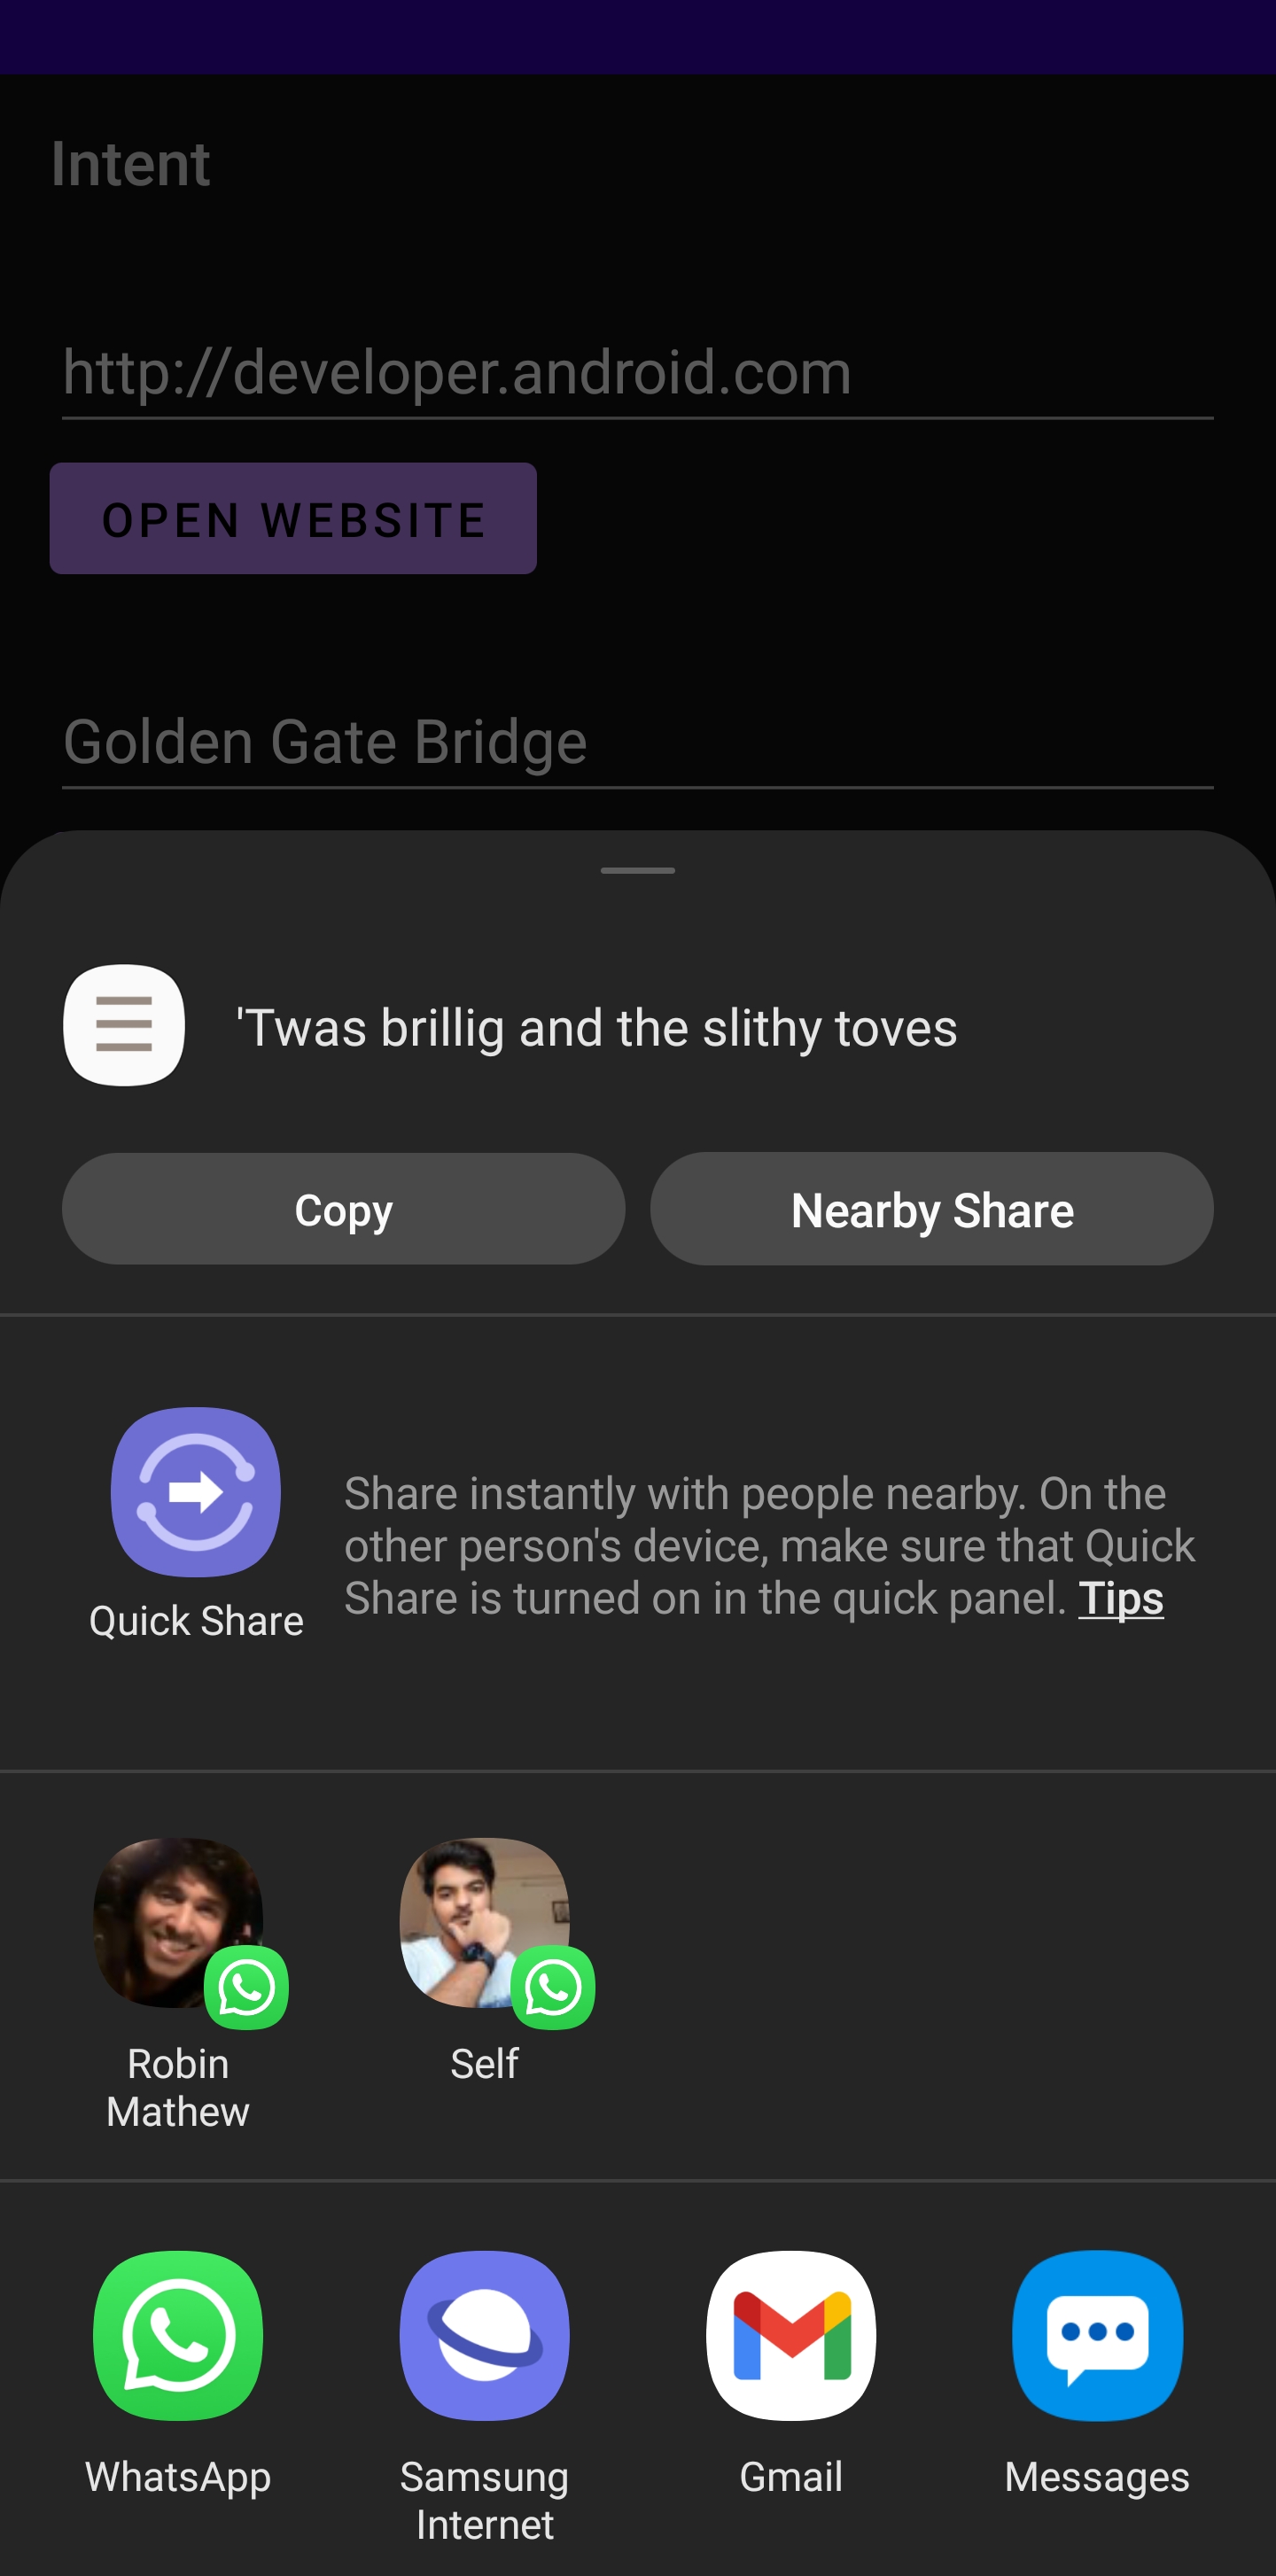 Intent
http://developer.android.com
OPEN WEBSITE
Golden Gate Bridge
'Twas brillig and the slithy toves
Copy
Nearby Share
Share instantly with people nearby. On the
other person's device, make sure that Quick
Share is turned on in the quick panel. Tips
Quick Share
Robin
Mathew
Self
WhatsApp
Samsung
Internet
Gmail
Messages